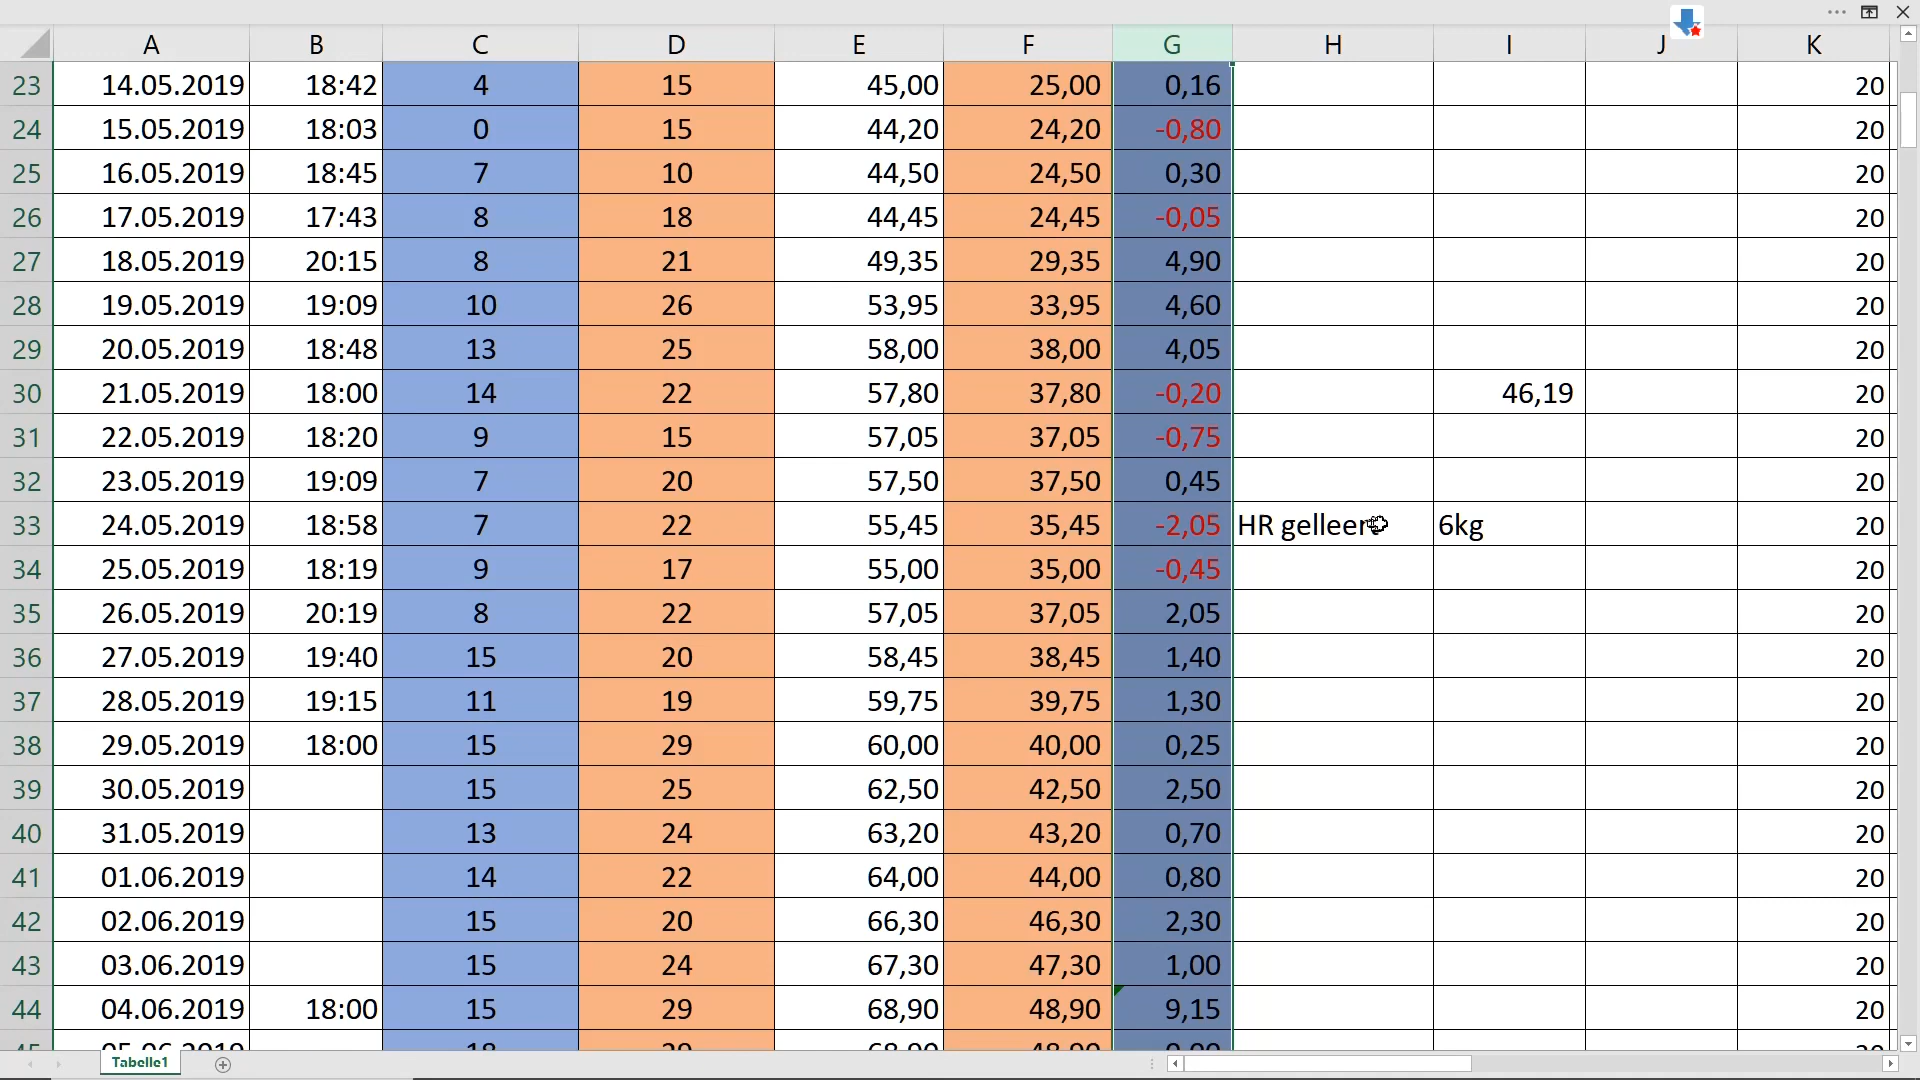 A B C D E F G H I J K
23 14.05.2019 18:42 4 15 45,00 25,00 0,16 20
24 15.05.2019 18:03 0 15 44,20 24,20 -0,80 20
25 16.05.2019 18:45 7 10 44,50 24,50 0,30 20
26 17.05.2019 17:43 8 18 44,45 24,45 -0,05 20
27 18.05.2019 20:15 8 21 49,35 29,35 4,90 20
28 19.05.2019 19:09 10 26 53,95 33,95 4,60 20
29 20.05.2019 18:48 13 25 58,00 38,00 4,05 20
30 21.05.2019 18:00 14 22 57,80 37,80 -0,20 46,19 20
31 22.05.2019 18:20 9 15 57,05 37,05 -0,75 20
32 23.05.2019 19:09 7 20 57,50 37,50 0,45 20
33 24.05.2019 18:58 7 22 55,45 35,45 -2,05 HR 6kg 20
34 25.05.2019 18:19 9 17 55,00 35,00 -0,45 20
35 26.05.2019 20:19 8 22 57,05 37,05 2,05 20
36 27.05.2019 19:40 15 20 58,45 38,45 1,40 20
37 28.05.2019 19:15 11 19 59,75 39,75 1,30 20
38 29.05.2019 18:00 15 29 60,00 40,00 0,25 20
39 30.05.2019 15 25 62,50 42,50 2,50 20
40 31.05.2019 13 24 63,20 43,20 0,70 20
41 01.06.2019 14 22 64,00 44,00 0,80 20
42 02.06.2019 15 20 66,30 46,30 2,30 20
43 03.06.2019 15 24 67,30 47,30 1,00 20
44 04.06.2019 18:00 15 29 68,90 48,90 9,15 20
Tabelle1